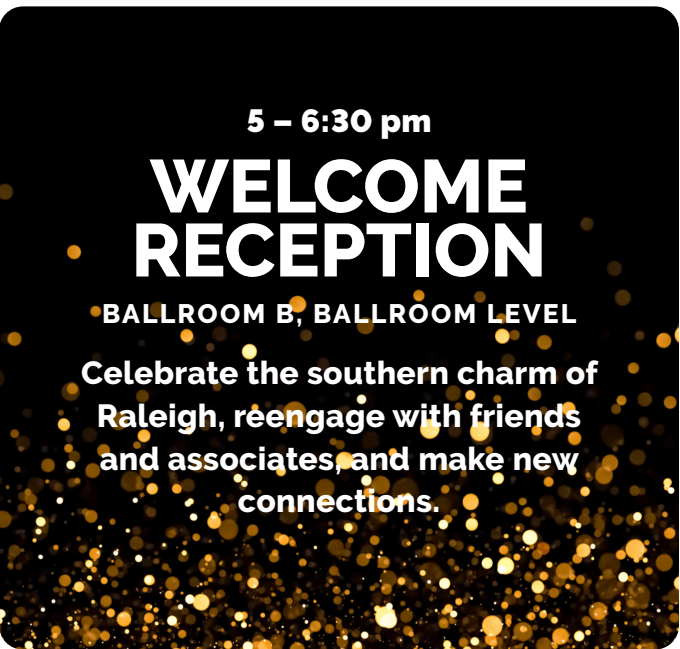 5 – 6:30 pm
WELCOME
RECEPTION
BALLROOM B, BALLROOM LEVEL
Celebrate the southern charm of
Raleigh, reengage with friends
and associates, and make new
connections.